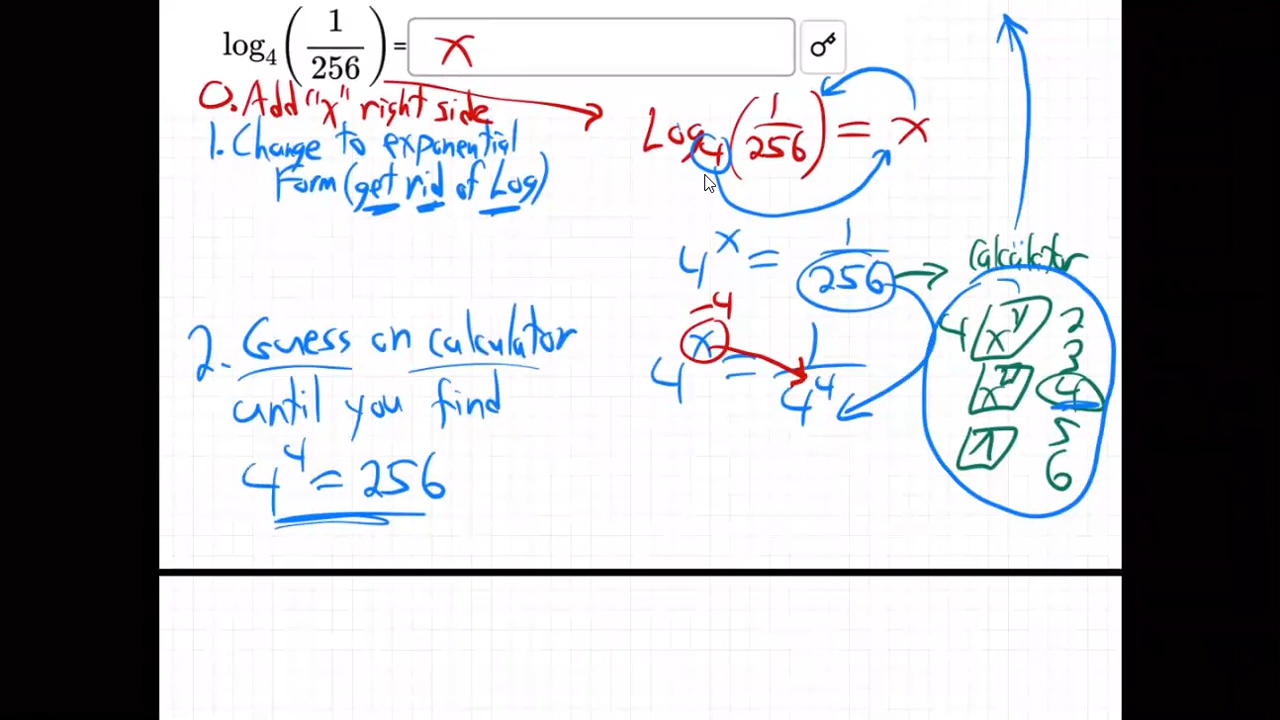 log₄(1/256) = x
0. Add "x" right side
1. Change to exponential
Form (get rid of Log)
Log₄(1/256) = x
4^x = 1/256
Calculator
-4
4^x = 1/4^4
4 x^y 2
3
x^y 4
5
6
2. Guess on calculator
until you find
4^4 = 256